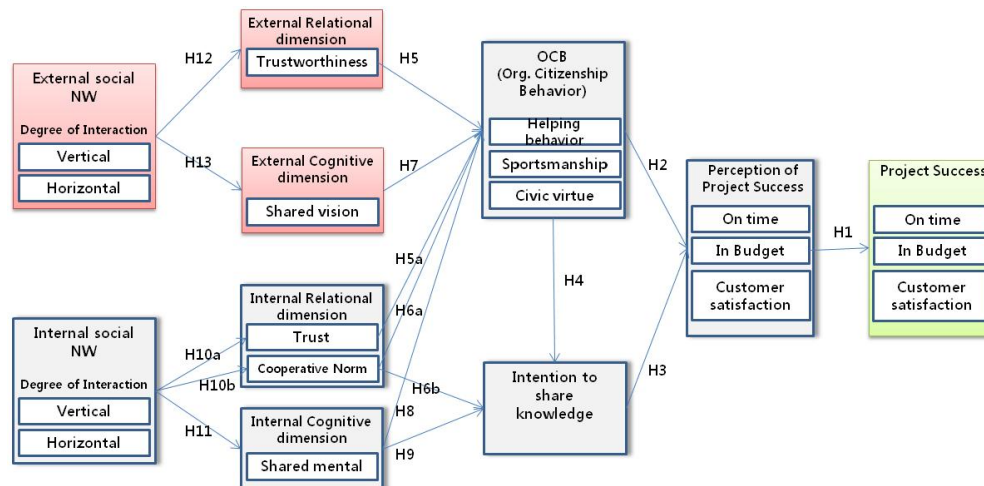 External Relational
dimension
Trustworthiness
H12
H5
External social
NW
Degree of Interaction
Vertical
Horizontal
H13
External Cognitive
dimension
Shared vision
H7
OCB
(Org. Citizenship
Behavior)
Helping
behavior
Sportsmanship
Civic virtue
H2
Perception of
Project Success
On time
In Budget
Customer
satisfaction
H1
Project Success
On time
In Budget
Customer
satisfaction
H5a
H6a
H4
H3
Internal Relational
dimension
Trust
Cooperative Norm
H10a
H10b
Internal social
NW
Degree of Interaction
Vertical
Horizontal
H11
H6b
H8
H9
Intention to
share
knowledge
Internal Cognitive
dimension
Shared mental